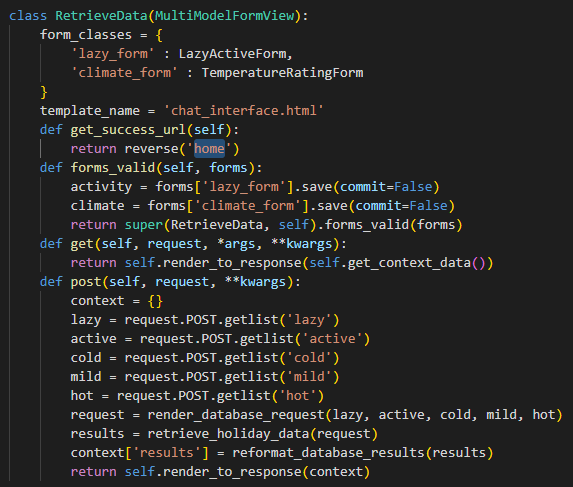 class RetrieveData(MultiModelFormView):
    form_classes = {
        'lazy_form' : LazyActiveForm,
        'climate_form' : TemperatureRatingForm
    }
    template_name = 'chat_interface.html'
    def get_success_url(self):
        return reverse('home')
    def forms_valid(self, forms):
        activity = forms['lazy_form'].save(commit=False)
        climate = forms['climate_form'].save(commit=False)
        return super(RetrieveData, self).forms_valid(forms)
    def get(self, request, *args, **kwargs):
        return self.render_to_response(self.get_context_data())
    def post(self, request, **kwargs):
        context = {}
        lazy = request.POST.getlist('lazy')
        active = request.POST.getlist('active')
        cold = request.POST.getlist('cold')
        mild = request.POST.getlist('mild')
        hot = request.POST.getlist('hot')
        request = render_database_request(lazy, active, cold, mild, hot)
        results = retrieve_holiday_data(request)
        context['results'] = reformat_database_results(results)
        return self.render_to_response(context)